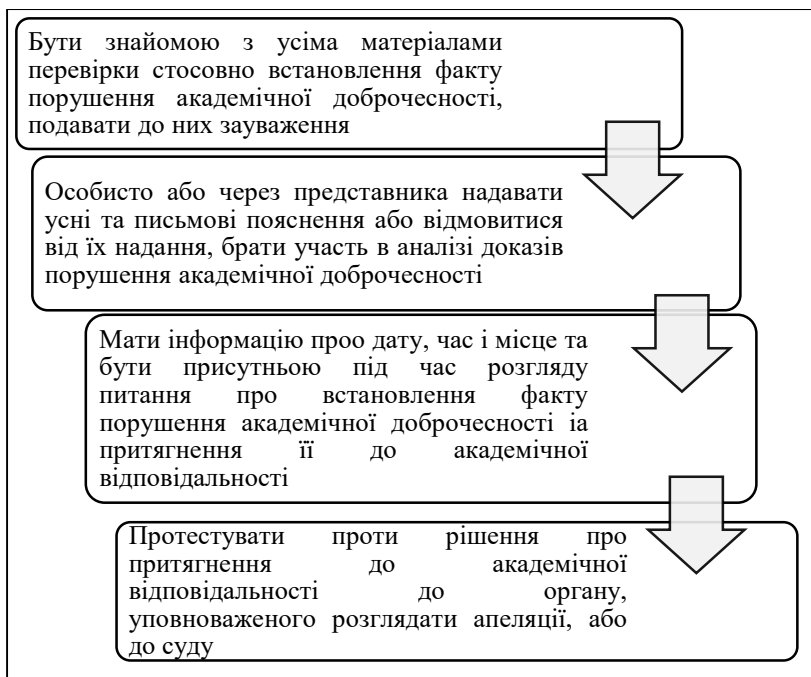 Бути знайомою з усіма матеріалами
перевірки стосовно встановлення факту
порушення академічної доброчесності,
подавати до них зауваження
Особисто або через представника надавати
усні та письмові пояснення або відмовитися
від їх надання, брати участь в аналізі доказів
порушення академічної доброчесності
Мати інформацію проо дату, час і місце та
бути присутньою під час розгляду
питання про встановлення факту
порушення академічної доброчесності іа
притягнення її до академічної
відповідальності
Протестувати проти рішення про
притягнення до академічної
відповідальності до органу,
уповноваженого розглядати апеляції, або
до суду